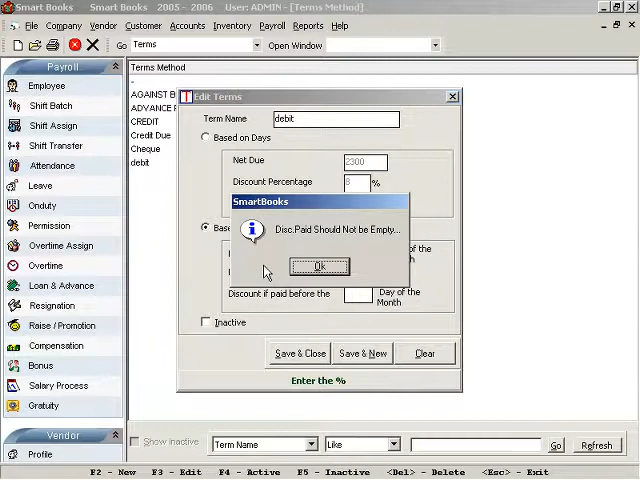 Smart Books    Smart Books    2005 - 2006    User: ADMIN - [Terms Method]
File Company Vendor Customer Accounts Inventory Payroll Reports Help
Go Terms Open Window
Payroll
Employee
Shift Batch
Shift Assign
Shift Transfer
Attendance
Leave
Onduty
Permission
Overtime Assign
Overtime
Loan & Advance
Resignation
Raise / Promotion
Compensation
Bonus
Salary Process
Gratuity
Vendor
Profile
Terms Method
-
AGAINST B
ADVANCE
CREDIT
Credit Due
Cheque
debit
Edit Terms
Term Name debit
Based on Days
Net Due 2300
Discount Percentage 8 %
SmartBooks
Disc.Paid Should Not be Empty...
Ok
Base
of the
Discount if paid before the Day of the
Month
Inactive
Save & Close Save & New Clear
Enter the %
Show Inactive Term Name Like Go Refresh
F2 - New F3 - Edit F4 - Active F5 - Inactive <Del> - Delete <Esc> - Exit